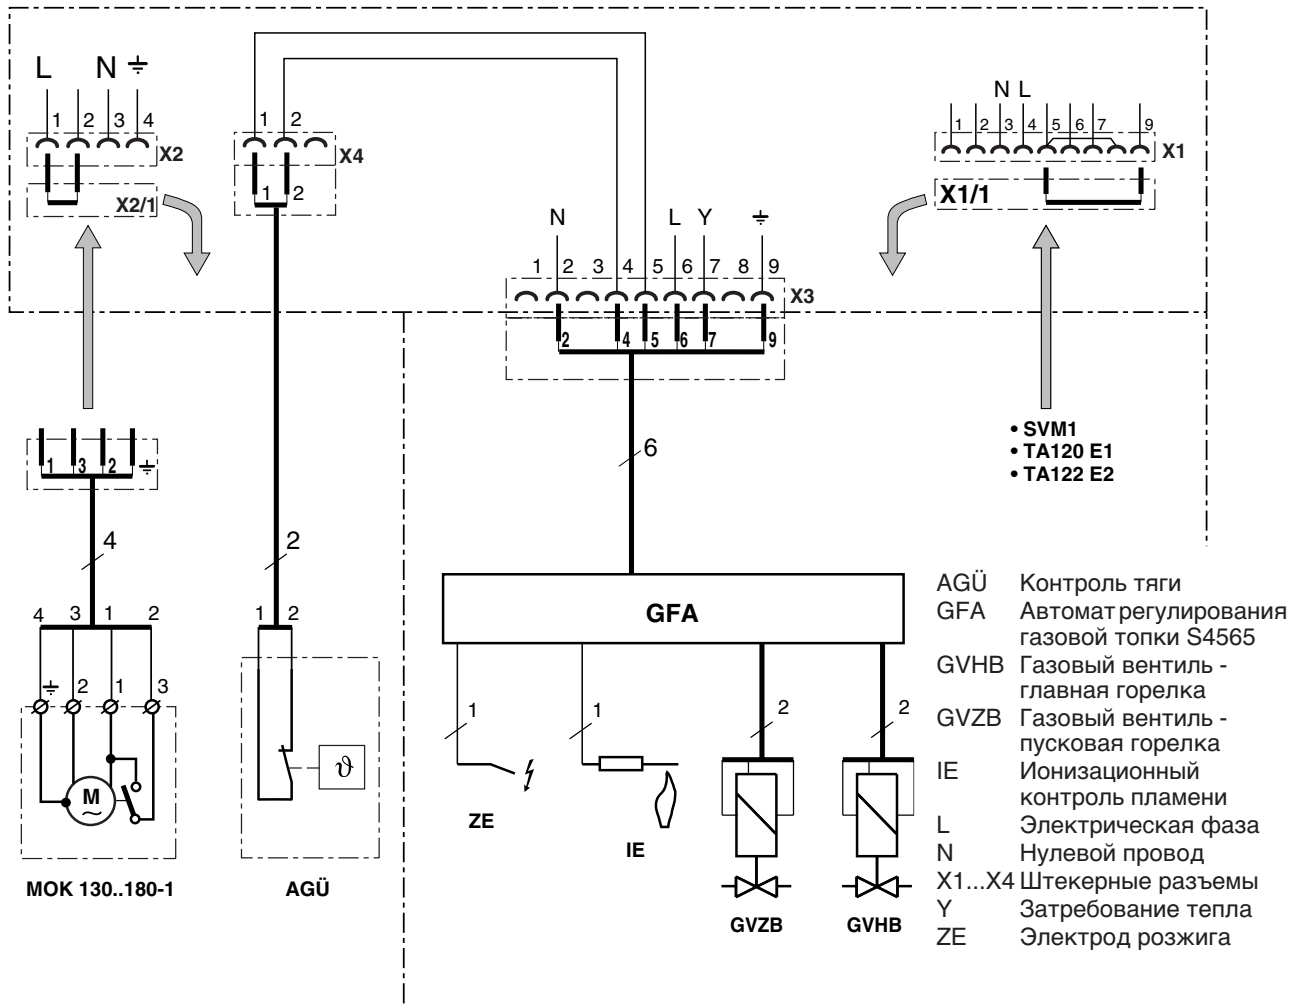 L N
1 2 3 4
X2
X2/1
1 2
X4
1 2
N L
1 2 3 4 5 6 7 9
X1
X1/1
N L Y
1 2 3 4 5 6 7 8 9
X3
2 4 5 6 7 9
• SVM1
• TA120 E1
• TA122 E2
6
1 3 2
4
2
4 3 1 2
2 1 3
M
~
MOK 130..180-1
1 2
ϑ
AGÜ
GFA
1 1 2 2
ZE
IE
GVZB
GVHB
AGÜ Контроль тяги
GFA Автомат регулирования
газовой топки S4565
GVHB Газовый вентиль -
главная горелка
GVZB Газовый вентиль -
пусковая горелка
IE Ионизационный
контроль пламени
L Электрическая фаза
N Нулевой провод
X1...X4 Штекерные разъемы
Y Затребование тепла
ZE Электрод розжига